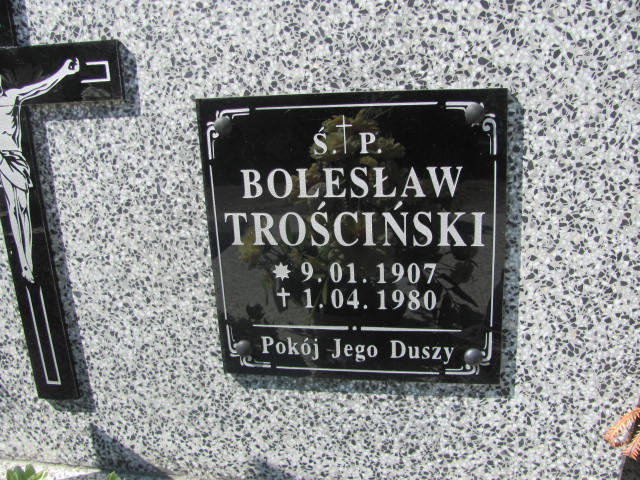 Ś.†P.
BOLESŁAW
TROŚCIŃSKI
✷ 9.01.1907
† 1.04.1980
Pokój Jego Duszy